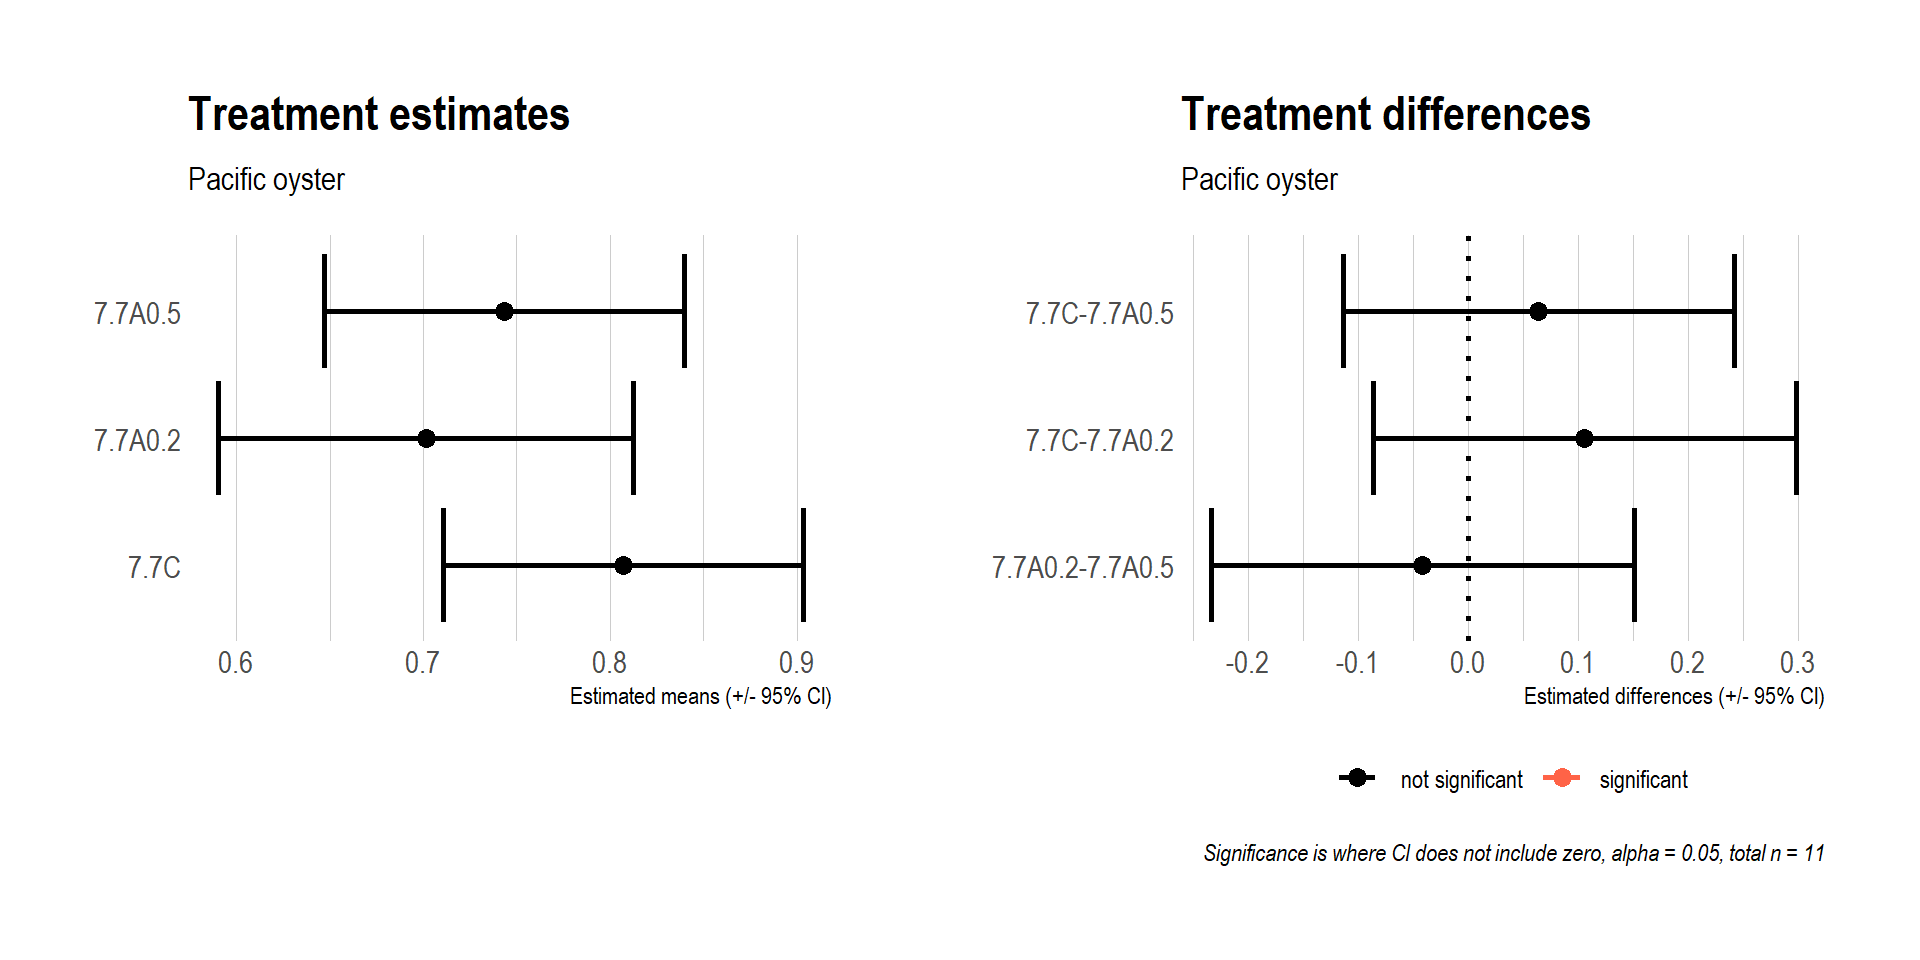 Treatment estimates
Pacific oyster
7.7A0.5
7.7A0.2
7.7C
0.6 0.7 0.8 0.9
Estimated means (+/- 95% CI)
Treatment differences
Pacific oyster
7.7C-7.7A0.5
7.7C-7.7A0.2
7.7A0.2-7.7A0.5
-0.2 -0.1 0.0 0.1 0.2 0.3
Estimated differences (+/- 95% CI)
not significant significant
Significance is where CI does not include zero, alpha = 0.05, total n = 11